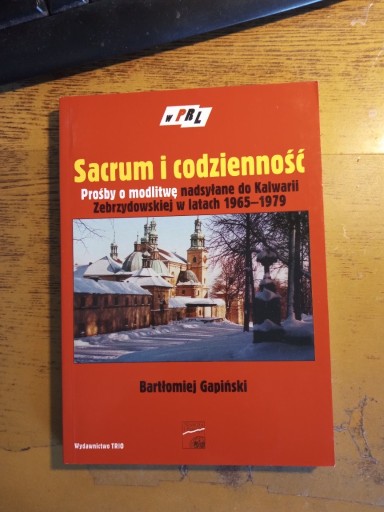 w PRL
Sacrum i codzienność
Prośby o modlitwę nadsyłane do Kalwarii
Zebrzydowskiej w latach 1965–1979
Bartłomiej Gapiński
Wydawnictwo TRIO